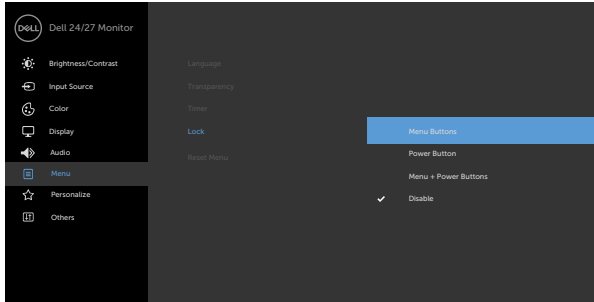 DELL
Dell 24/27 Monitor
Brightness/Contrast
Input Source
Color
Display
Audio
Menu
Personalize
Others
Language
Transparency
Timer
Lock
Reset Menu
Menu Buttons
Power Button
Menu + Power Buttons
Disable